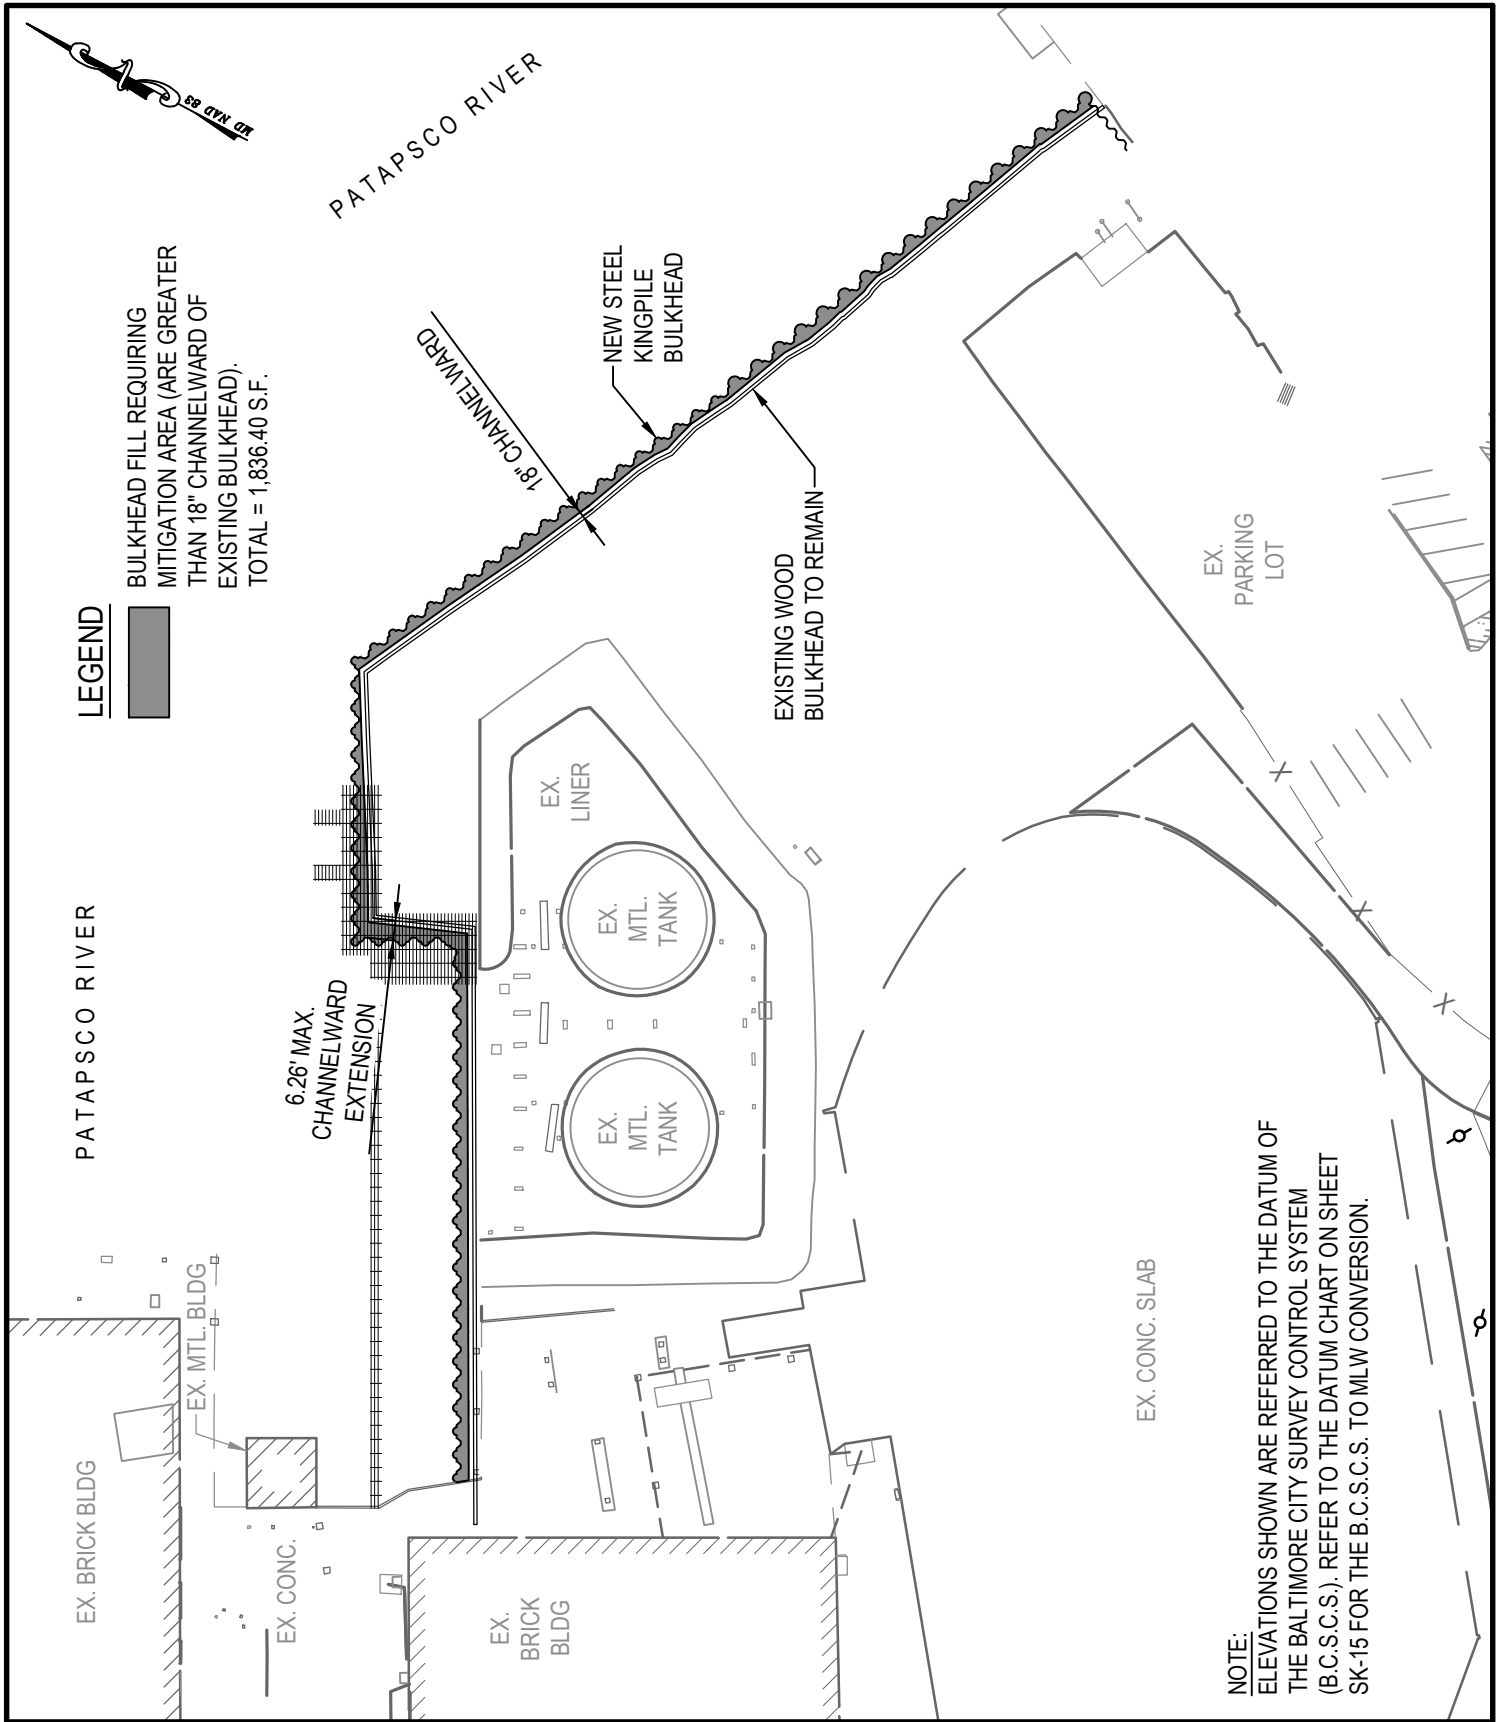 MD NAD 83
PATAPSCO RIVER
PATAPSCO RIVER
LEGEND
BULKHEAD FILL REQUIRING
MITIGATION AREA (ARE GREATER
THAN 18" CHANNELWARD OF
EXISTING BULKHEAD).
TOTAL = 1,836.40 S.F.
18" CHANNELWARD
NEW STEEL
KINGPILE
BULKHEAD
EXISTING WOOD
BULKHEAD TO REMAIN
6.26' MAX.
CHANNELWARD
EXTENSION
EX.
LINER
EX.
MTL.
TANK
EX.
MTL.
TANK
EX.
PARKING
LOT
EX. MTL. BLDG
EX. BRICK BLDG
EX. CONC.
EX.
BRICK
BLDG
EX. CONC. SLAB
X
X
X
NOTE:
ELEVATIONS SHOWN ARE REFERRED TO THE DATUM OF
THE BALTIMORE CITY SURVEY CONTROL SYSTEM
(B.C.S.C.S.). REFER TO THE DATUM CHART ON SHEET
SK-15 FOR THE B.C.S.C.S. TO MLW CONVERSION.